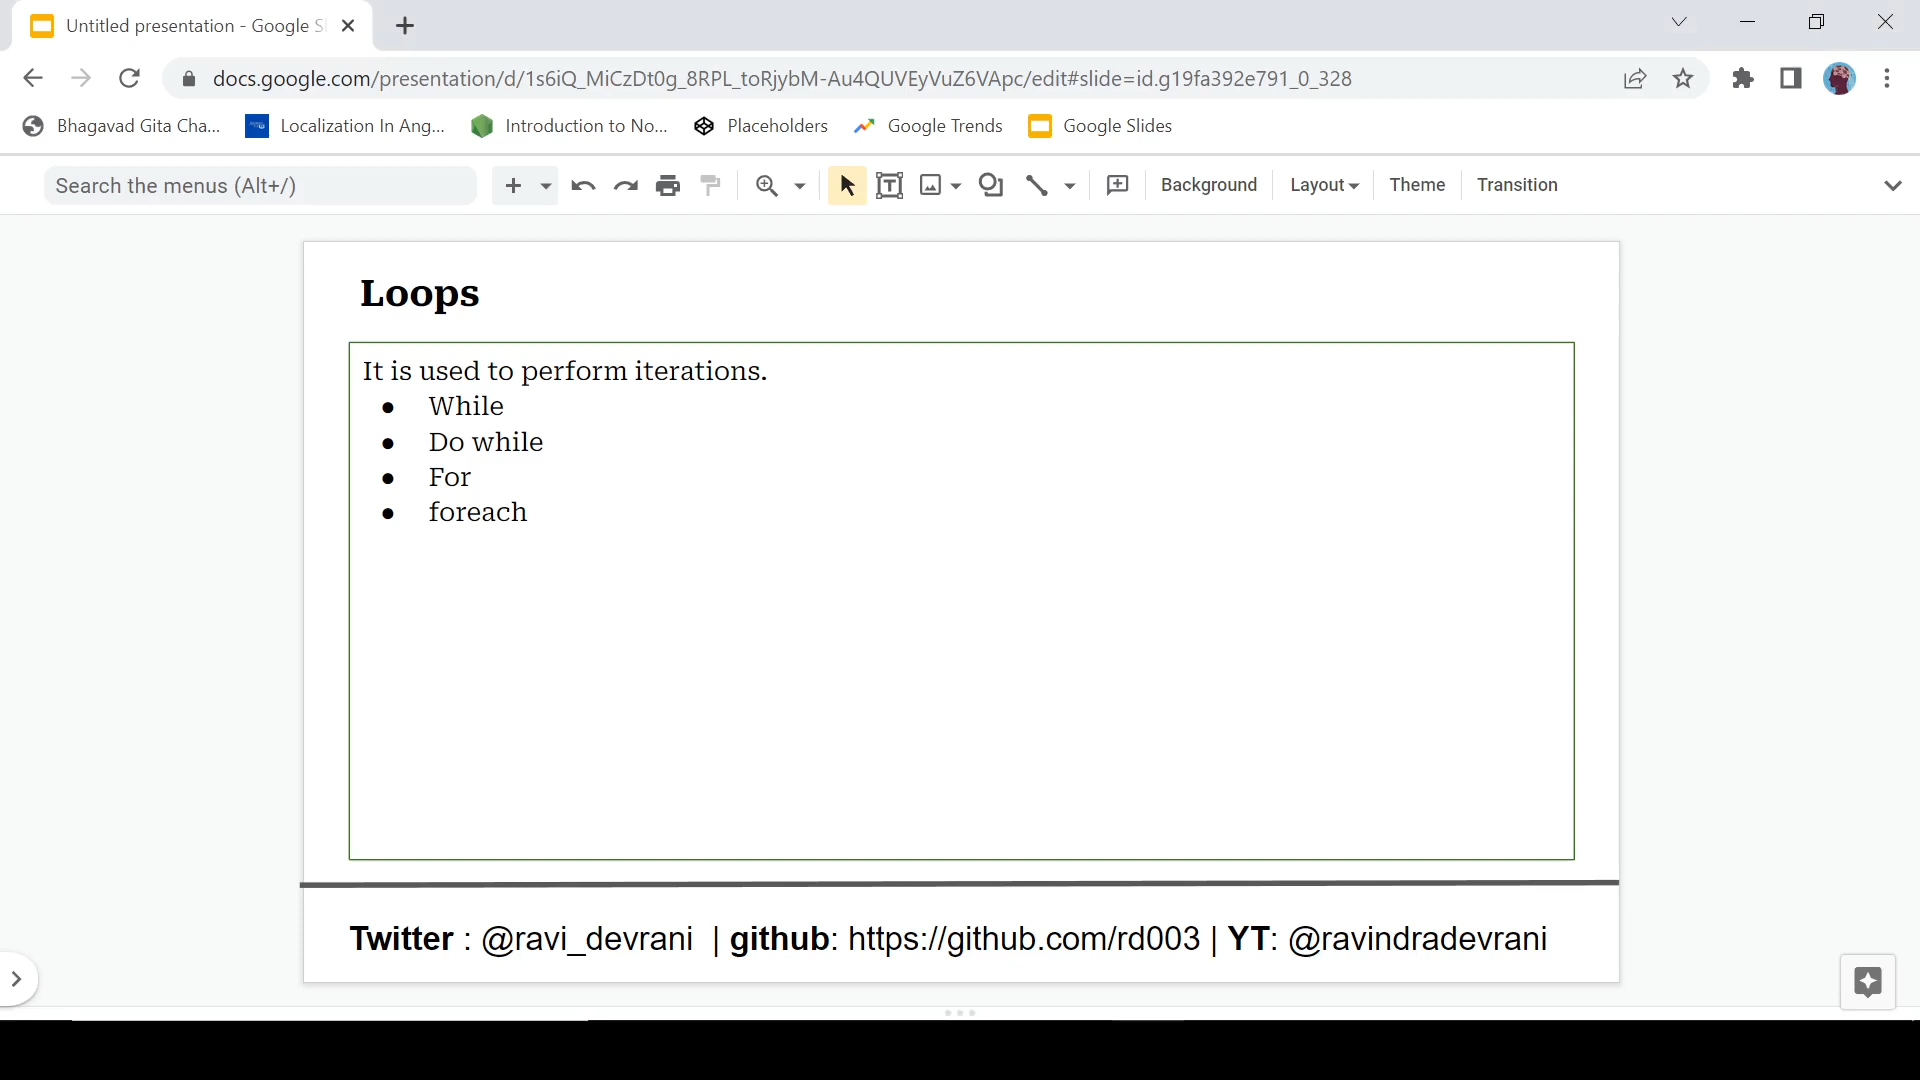 Untitled presentation - Google S
docs.google.com/presentation/d/1s6iQ_MiCzDt0g_8RPL_toRjybM-Au4QUVEyVuZ6VApc/edit#slide=id.g19fa392e791_0_328
Bhagavad Gita Cha... Localization In Ang... Introduction to No... Placeholders Google Trends Google Slides
Search the menus (Alt+/) Background Layout Theme Transition
Loops
It is used to perform iterations.
● While
● Do while
● For
● foreach
Twitter : @ravi_devrani | github: https://github.com/rd003 | YT: @ravindradevrani